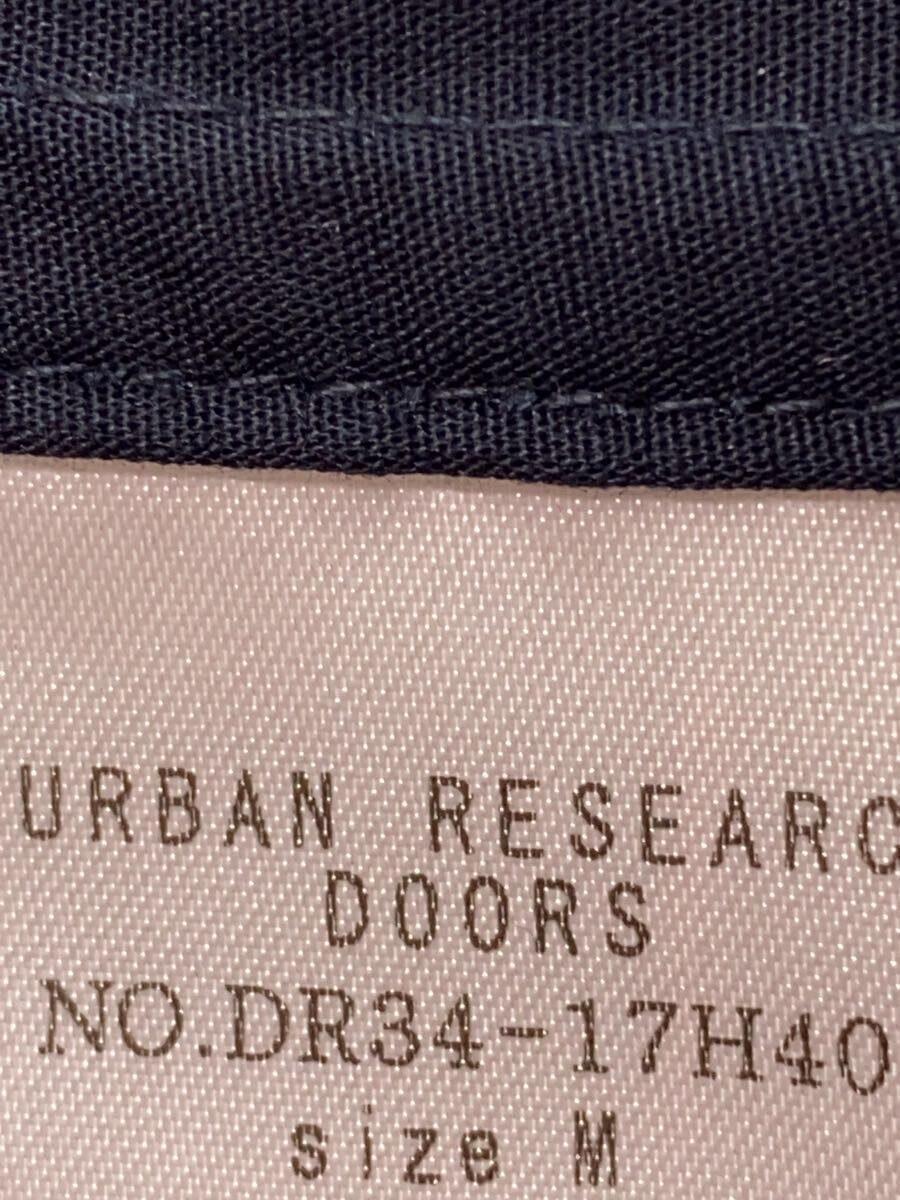 URBAN RESEARC
DOORS
NO.DR34-17H40
size M